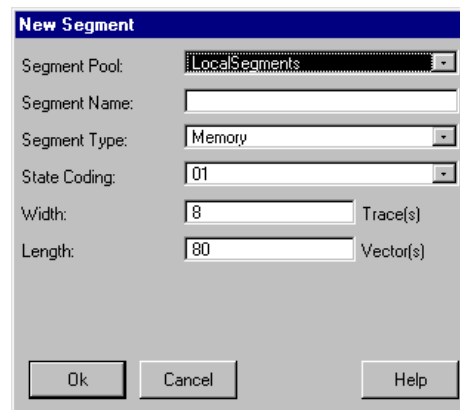 New Segment
Segment Pool: LocalSegments
Segment Name:
Segment Type: Memory
State Coding: 01
Width: 8 Trace(s)
Length: 80 Vector(s)
Ok Cancel Help